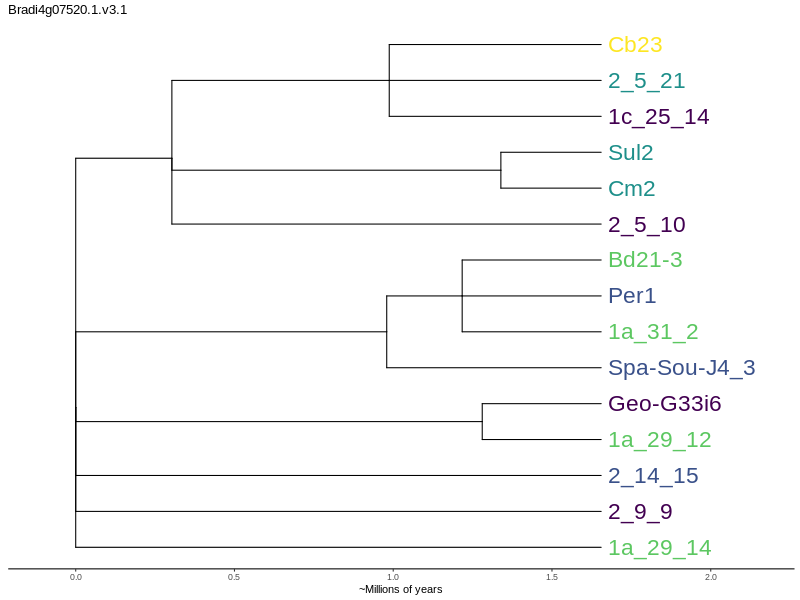 Bradi4g07520.1.v3.1
Cb23
2_5_21
1c_25_14
Sul2
Cm2
2_5_10
Bd21-3
Per1
1a_31_2
Spa-Sou-J4_3
Geo-G33i6
1a_29_12
2_14_15
2_9_9
1a_29_14
0.0 0.5 1.0 1.5 2.0
~Millions of years